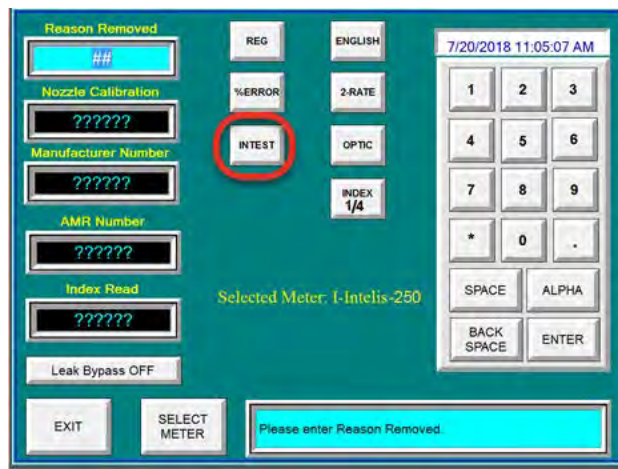 Reason Removed
##
Nozzle Calibration
??????
Manufacturer Number
??????
AMR Number
??????
Index Read
??????
Leak Bypass OFF
EXIT
SELECT
METER
REG
ENGLISH
%ERROR
2-RATE
INTEST
OPTIC
INDEX
1/4
Selected Meter: I-Intelis-250
7/20/2018 11:05:07 AM
1 2 3
4 5 6
7 8 9
* 0 .
SPACE ALPHA
BACK
SPACE
ENTER
Please enter Reason Removed.